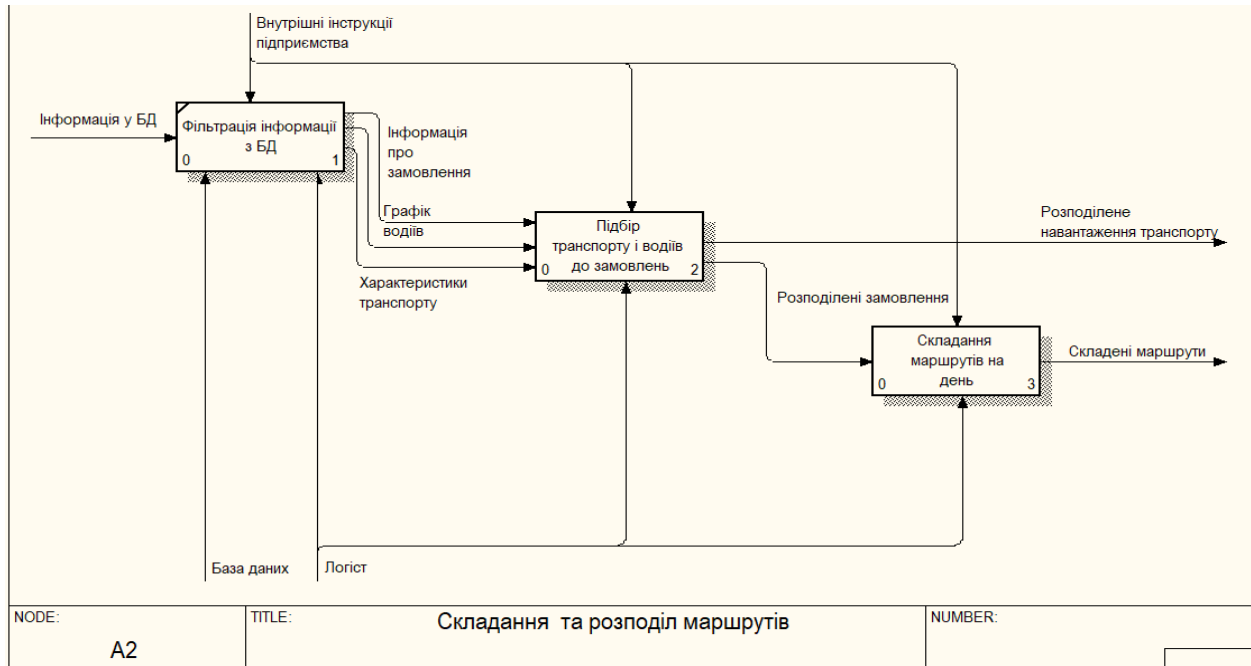 Внутрішні інструкції
підприємства
Інформація у БД
Фільтрація інформації
з БД
0
1
Інформація
про
замовлення
Графік
водіїв
Характеристики
транспорту
Підбір
транспорту і водіїв
до замовлень
0
2
Розподілене
навантаження транспорту
Розподілені замовлення
Складання
маршрутів на
день
0
3
Складені маршрути
База даних
Логіст
NODE:
A2
TITLE:
Складання та розподіл маршрутів
NUMBER: